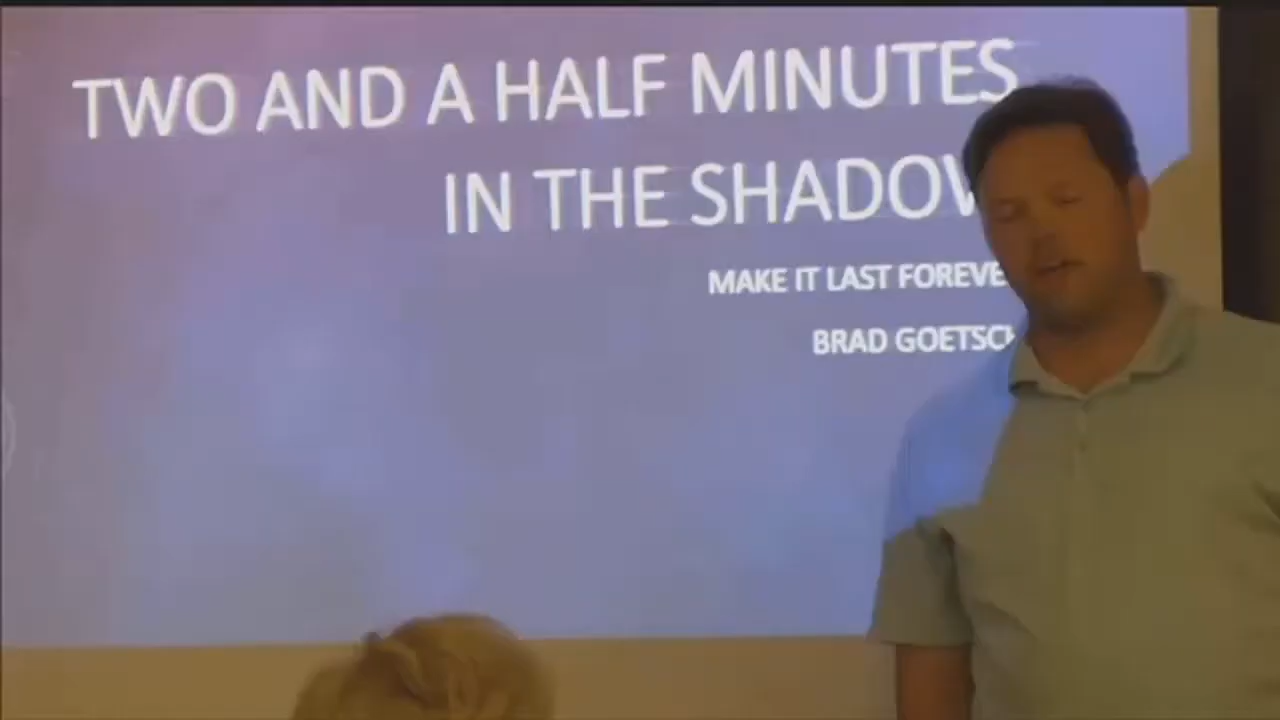 TWO AND A HALF MINUTES
IN THE SHADOW
MAKE IT LAST FOREVE
BRAD GOETSCH